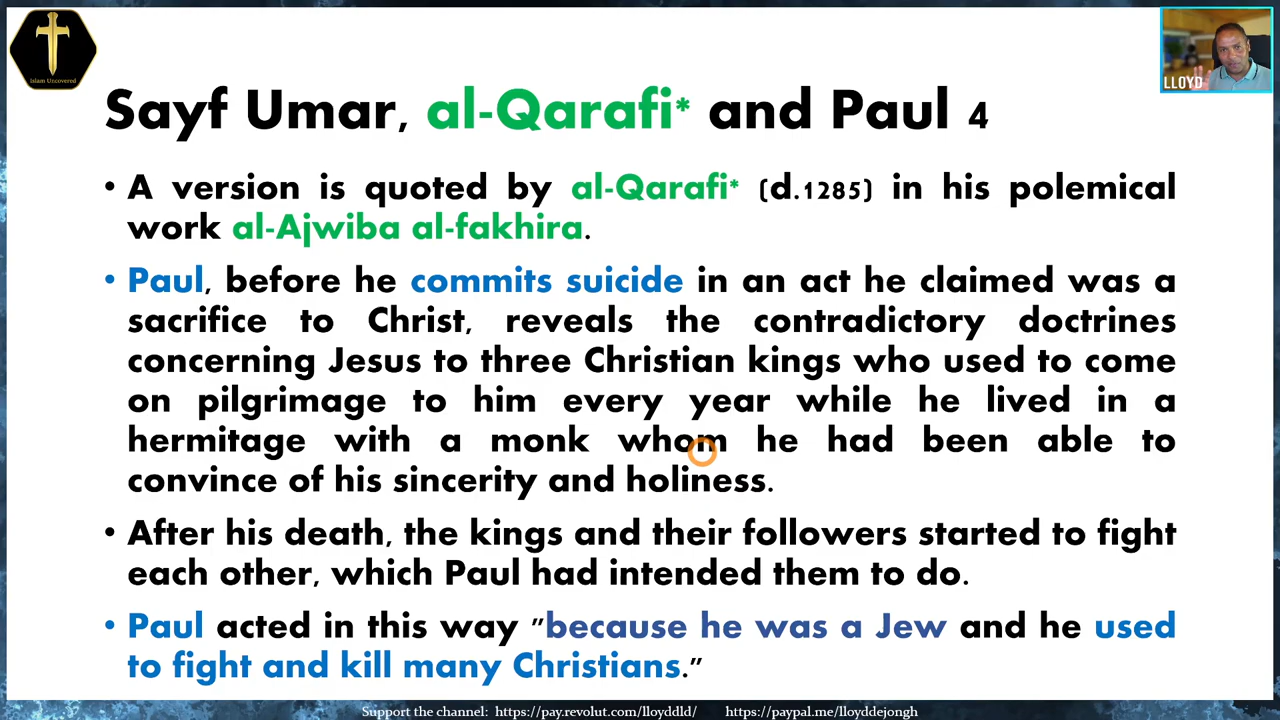 Islam Uncovered
LLOYD
Sayf Umar, al-Qarafi* and Paul 4
• A version is quoted by al-Qarafi* (d.1285) in his polemical
work al-Ajwiba al-fakhira.
• Paul, before he commits suicide in an act he claimed was a
sacrifice to Christ, reveals the contradictory doctrines
concerning Jesus to three Christian kings who used to come
on pilgrimage to him every year while he lived in a
hermitage with a monk whom he had been able to
convince of his sincerity and holiness.
• After his death, the kings and their followers started to fight
each other, which Paul had intended them to do.
• Paul acted in this way "because he was a Jew and he used
to fight and kill many Christians."
Support the channel: https://pay.revolut.com/lloyddld/ https://paypal.me/lloyddejongh